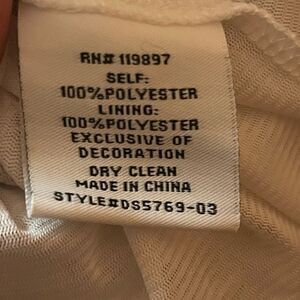 RN# 119897
SELF:
100%POLYESTER
LINING:
100%POLYESTER
EXCLUSIVE OF
DECORATION
DRY CLEAN
MADE IN CHINA
STYLE#DS5769-03